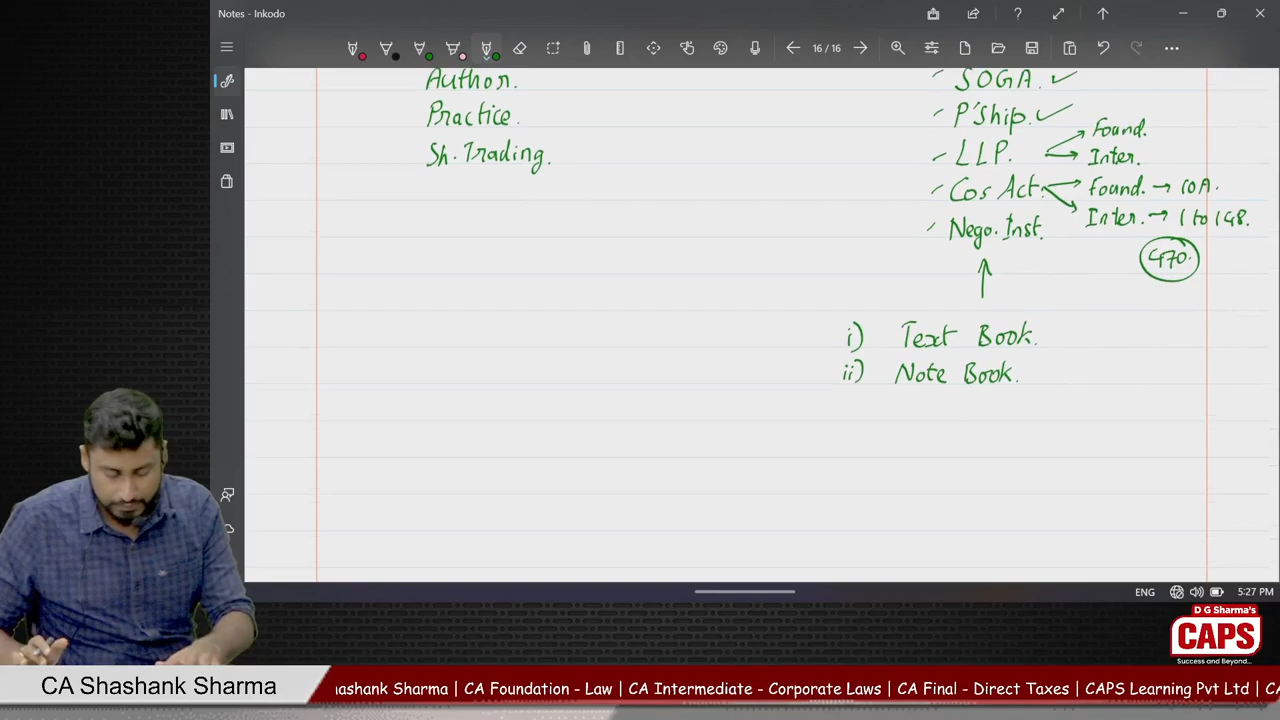 Notes - Inkodo
16 / 16
Author.
Practice.
Sh. Trading.
SOGA.
P'Ship.
LLP.
Found.
Inter.
Cos Act.
Found. → 10A.
Inter. → 1 to 148.
Nego. Inst.
470.
i) Text Book.
ii) Note Book.
ENG
5:27 PM
D G Sharma's
CAPS
Success and Beyond...
CA Shashank Sharma
ashank Sharma | CA Foundation - Law | CA Intermediate - Corporate Laws | CA Final - Direct Taxes | CAPS Learning Pvt Ltd | CA